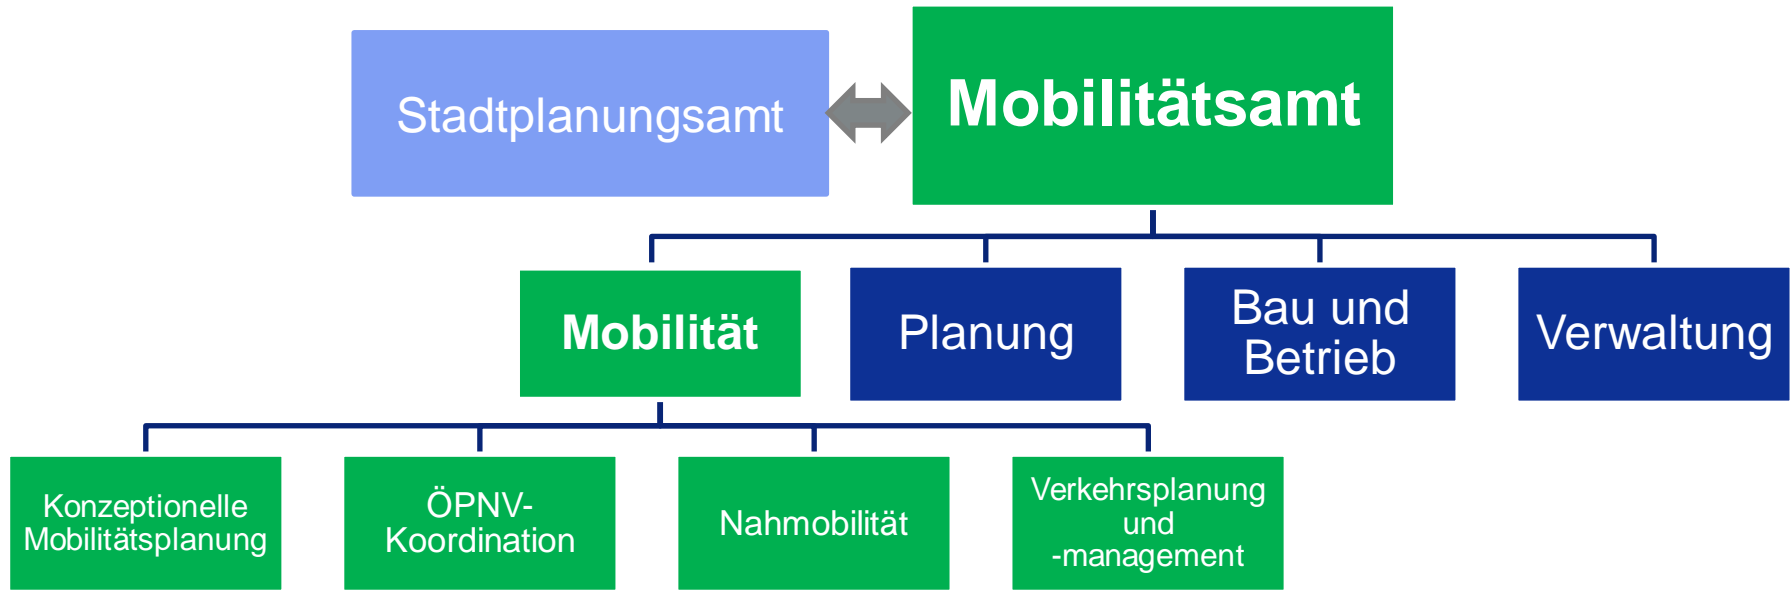 Stadtplanungsamt
Mobilitätsamt
Mobilität
Planung
Bau und
Betrieb
Verwaltung
Konzeptionelle
Mobilitätsplanung
ÖPNV-
Koordination
Nahmobilität
Verkehrsplanung
und
-management